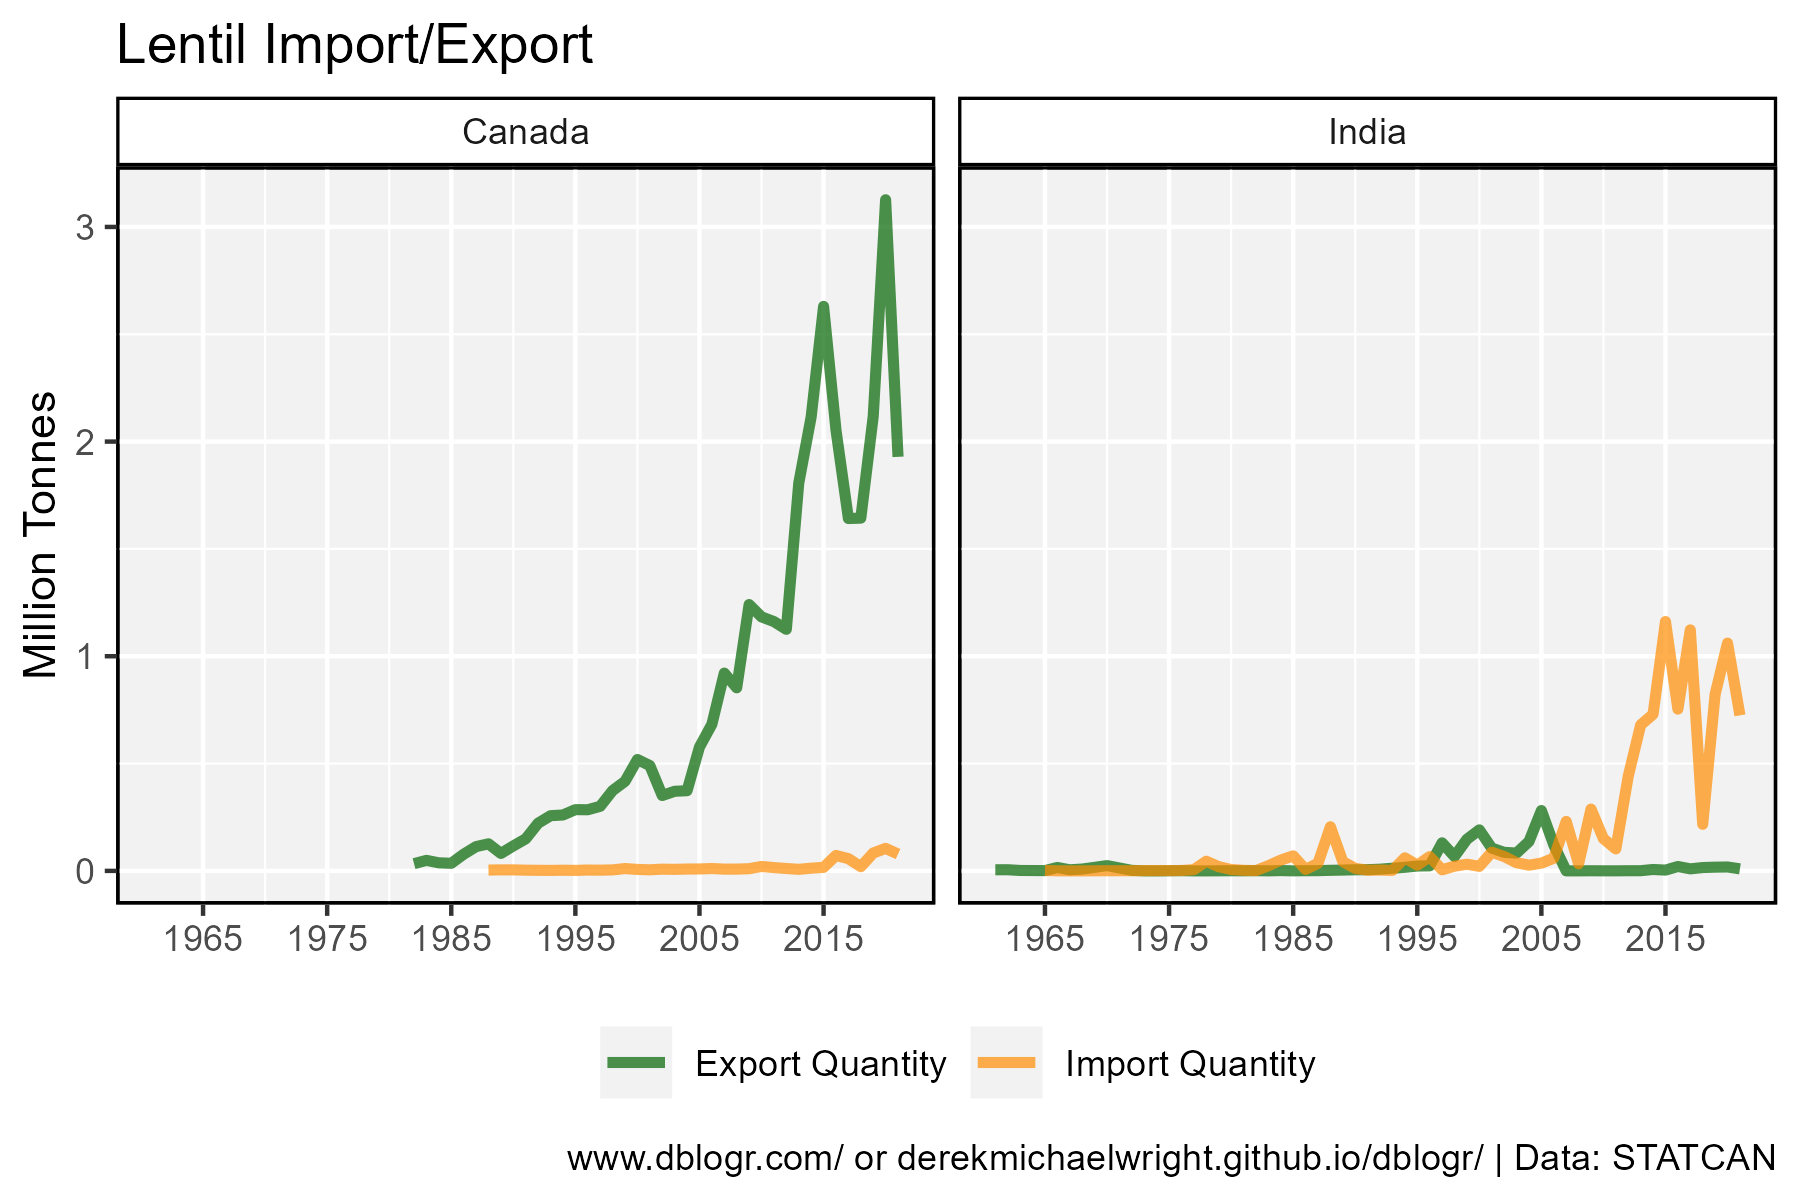 Lentil Import/Export
Canada
India
Million Tonnes
3
2
1
0
1965 1975 1985 1995 2005 2015
1965 1975 1985 1995 2005 2015
Export Quantity
Import Quantity
www.dblogr.com/ or derekmichaelwright.github.io/dblogr/ | Data: STATCAN